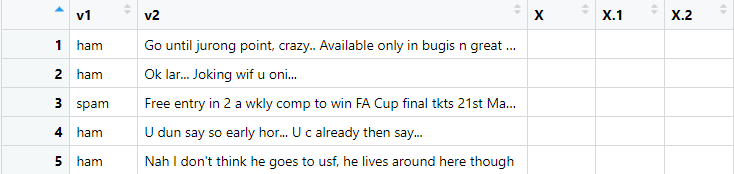 v1 v2 X X.1 X.2
1 ham Go until jurong point, crazy.. Available only in bugis n great ...
2 ham Ok lar... Joking wif u oni...
3 spam Free entry in 2 a wkly comp to win FA Cup final tkts 21st Ma...
4 ham U dun say so early hor... U c already then say...
5 ham Nah I don't think he goes to usf, he lives around here though